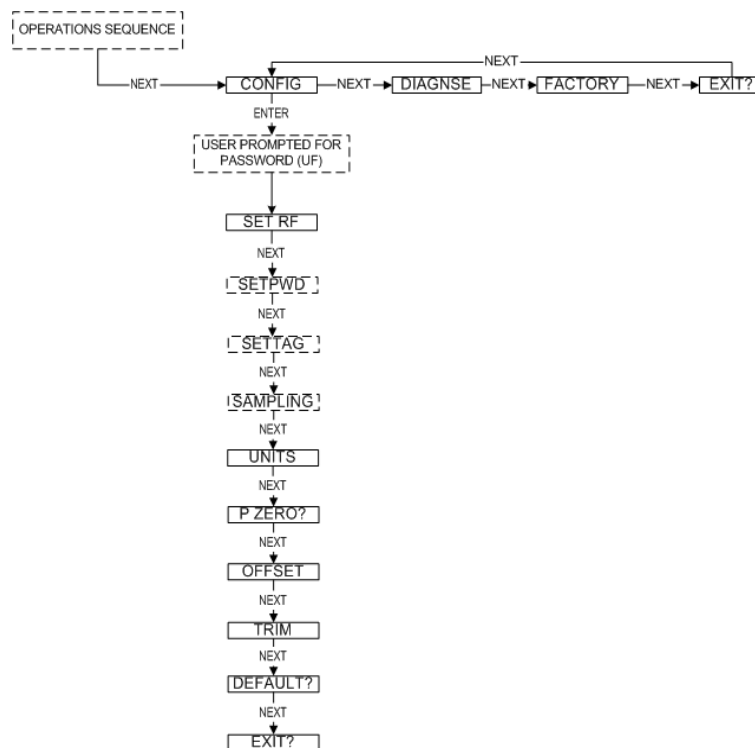 OPERATIONS SEQUENCE
NEXT
NEXT
CONFIG
NEXT
DIAGNSE
NEXT
FACTORY
NEXT
EXIT?
ENTER
USER PROMPTED FOR
PASSWORD (UF)
SET RF
NEXT
SETPWD
NEXT
SETTAG
NEXT
SAMPLING
NEXT
UNITS
NEXT
P ZERO?
NEXT
OFFSET
NEXT
TRIM
NEXT
DEFAULT?
NEXT
EXIT?